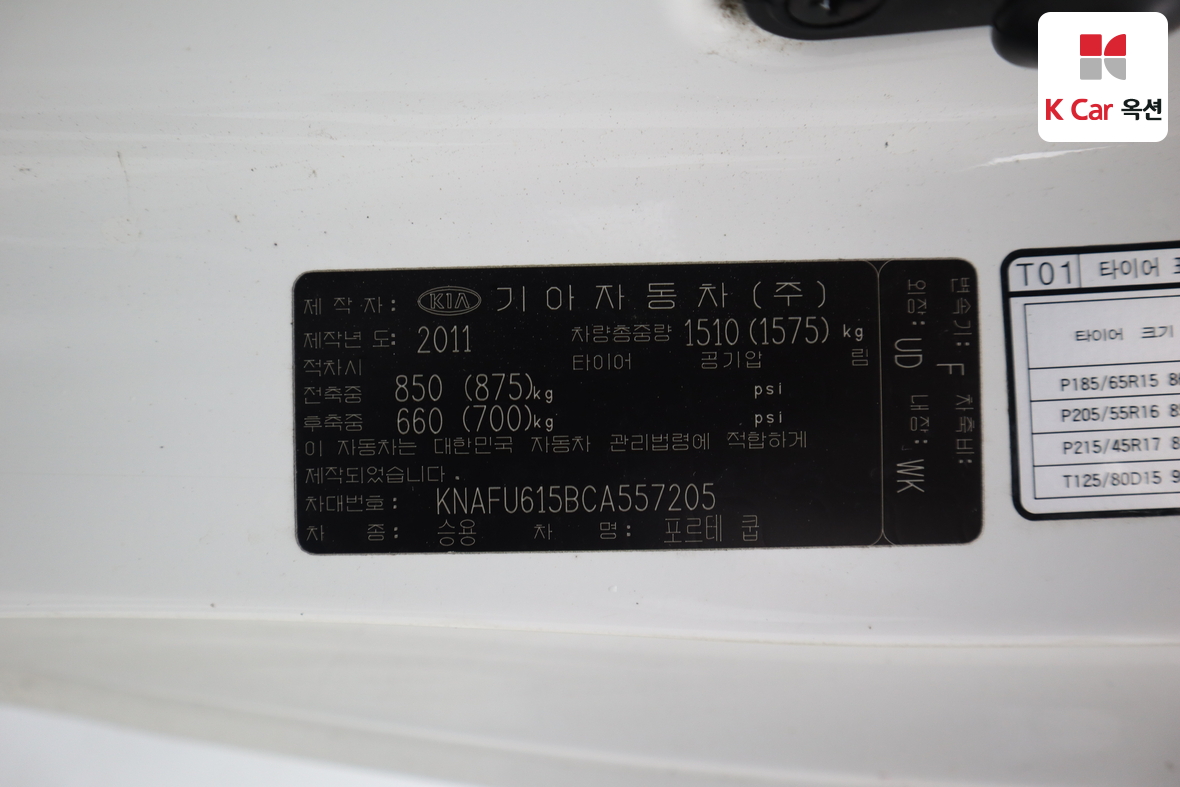 K Car 옥션
제 작 자 : KIA 기 아 자 동 차 ( 주 )
제작년 도: 2011 차량총중량 1510 (1575) kg
적차시 타이어 공기압 림
전축중 850 (875)kg psi
후축중 660 (700)kg psi
이 자동차는 대한민국 자동차 관리법령에 적합하게
제작되었습니다.
차대번호: KNAFU615BCA557205
차 종: 승용 차 명: 포르테 쿱
변속기: F 차축비:
외장: UD 내장: WK
T01 타이어
타이어 크기
P185/65R15
P205/55R16
P215/45R17
T125/80D15